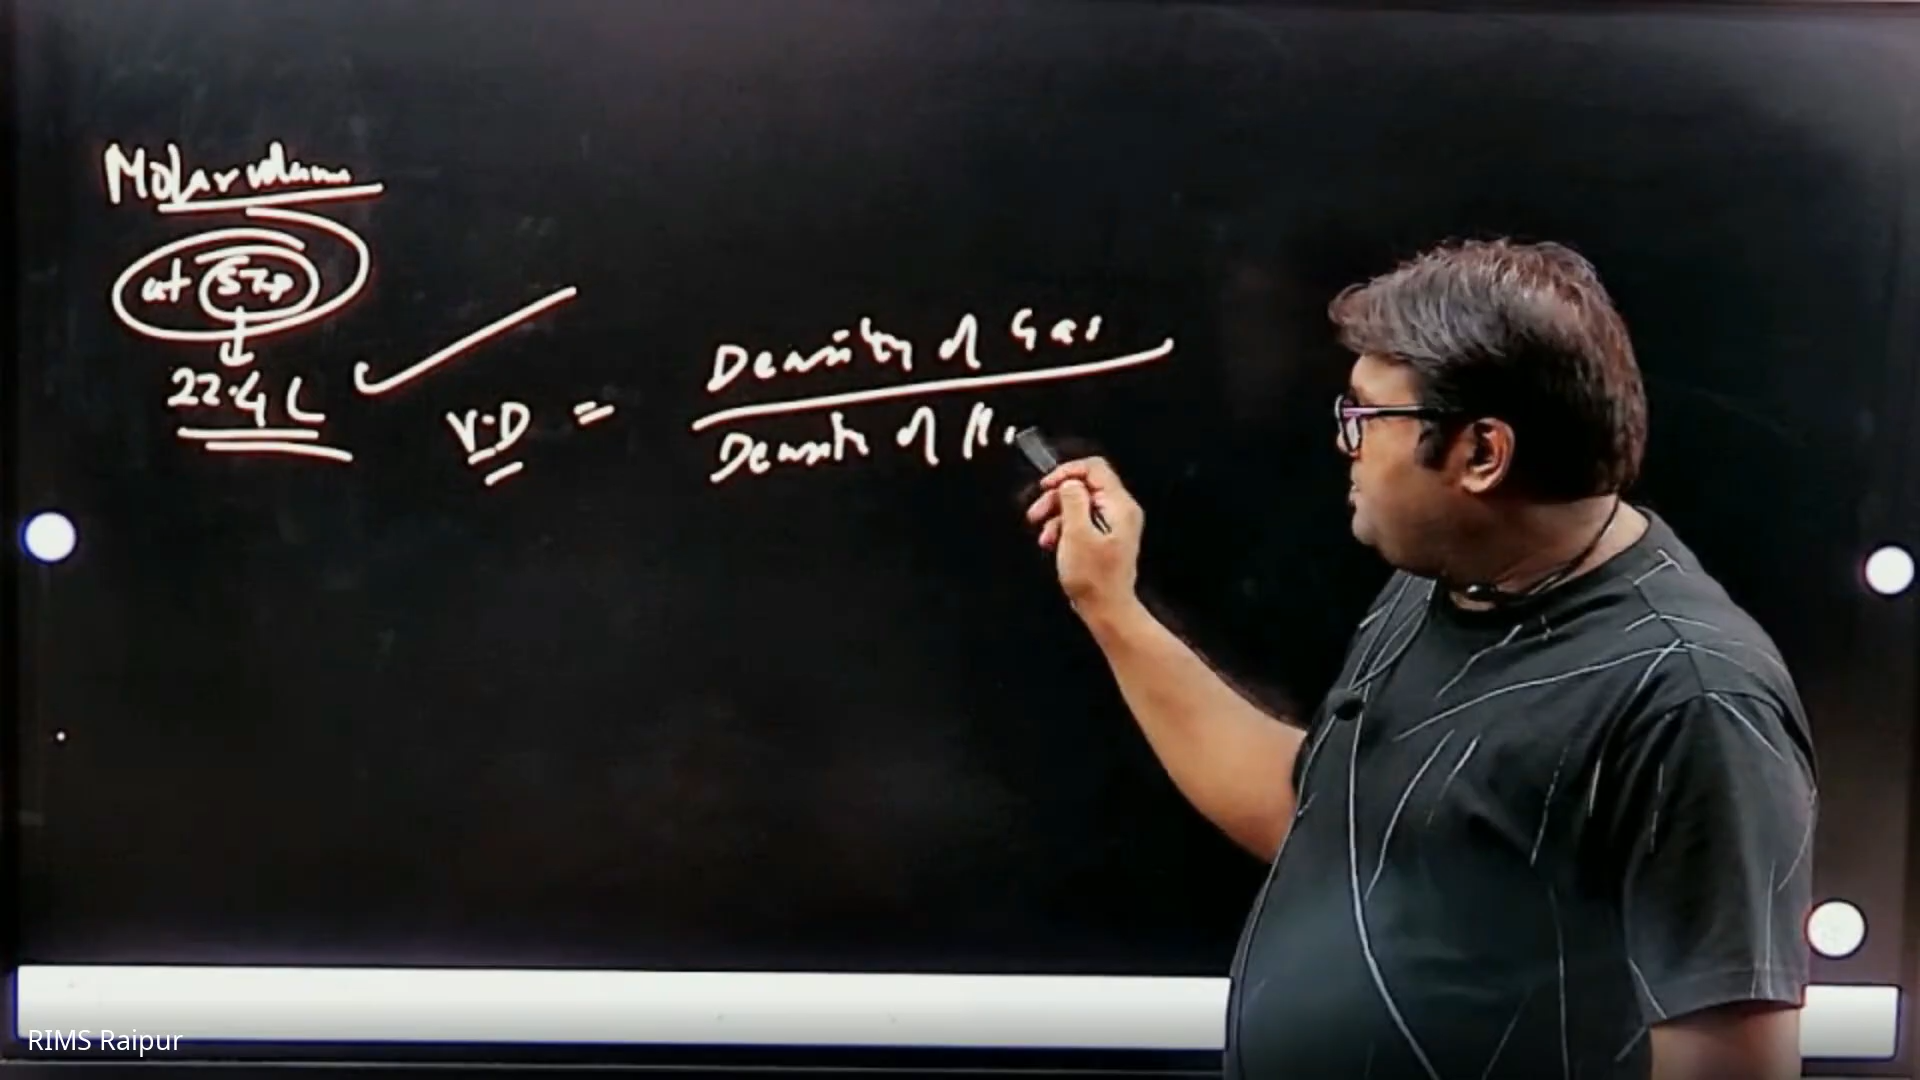 Molar volume
at STP
22.4 L
V.D =
Density of Gas
Density of H
RIMS Raipur